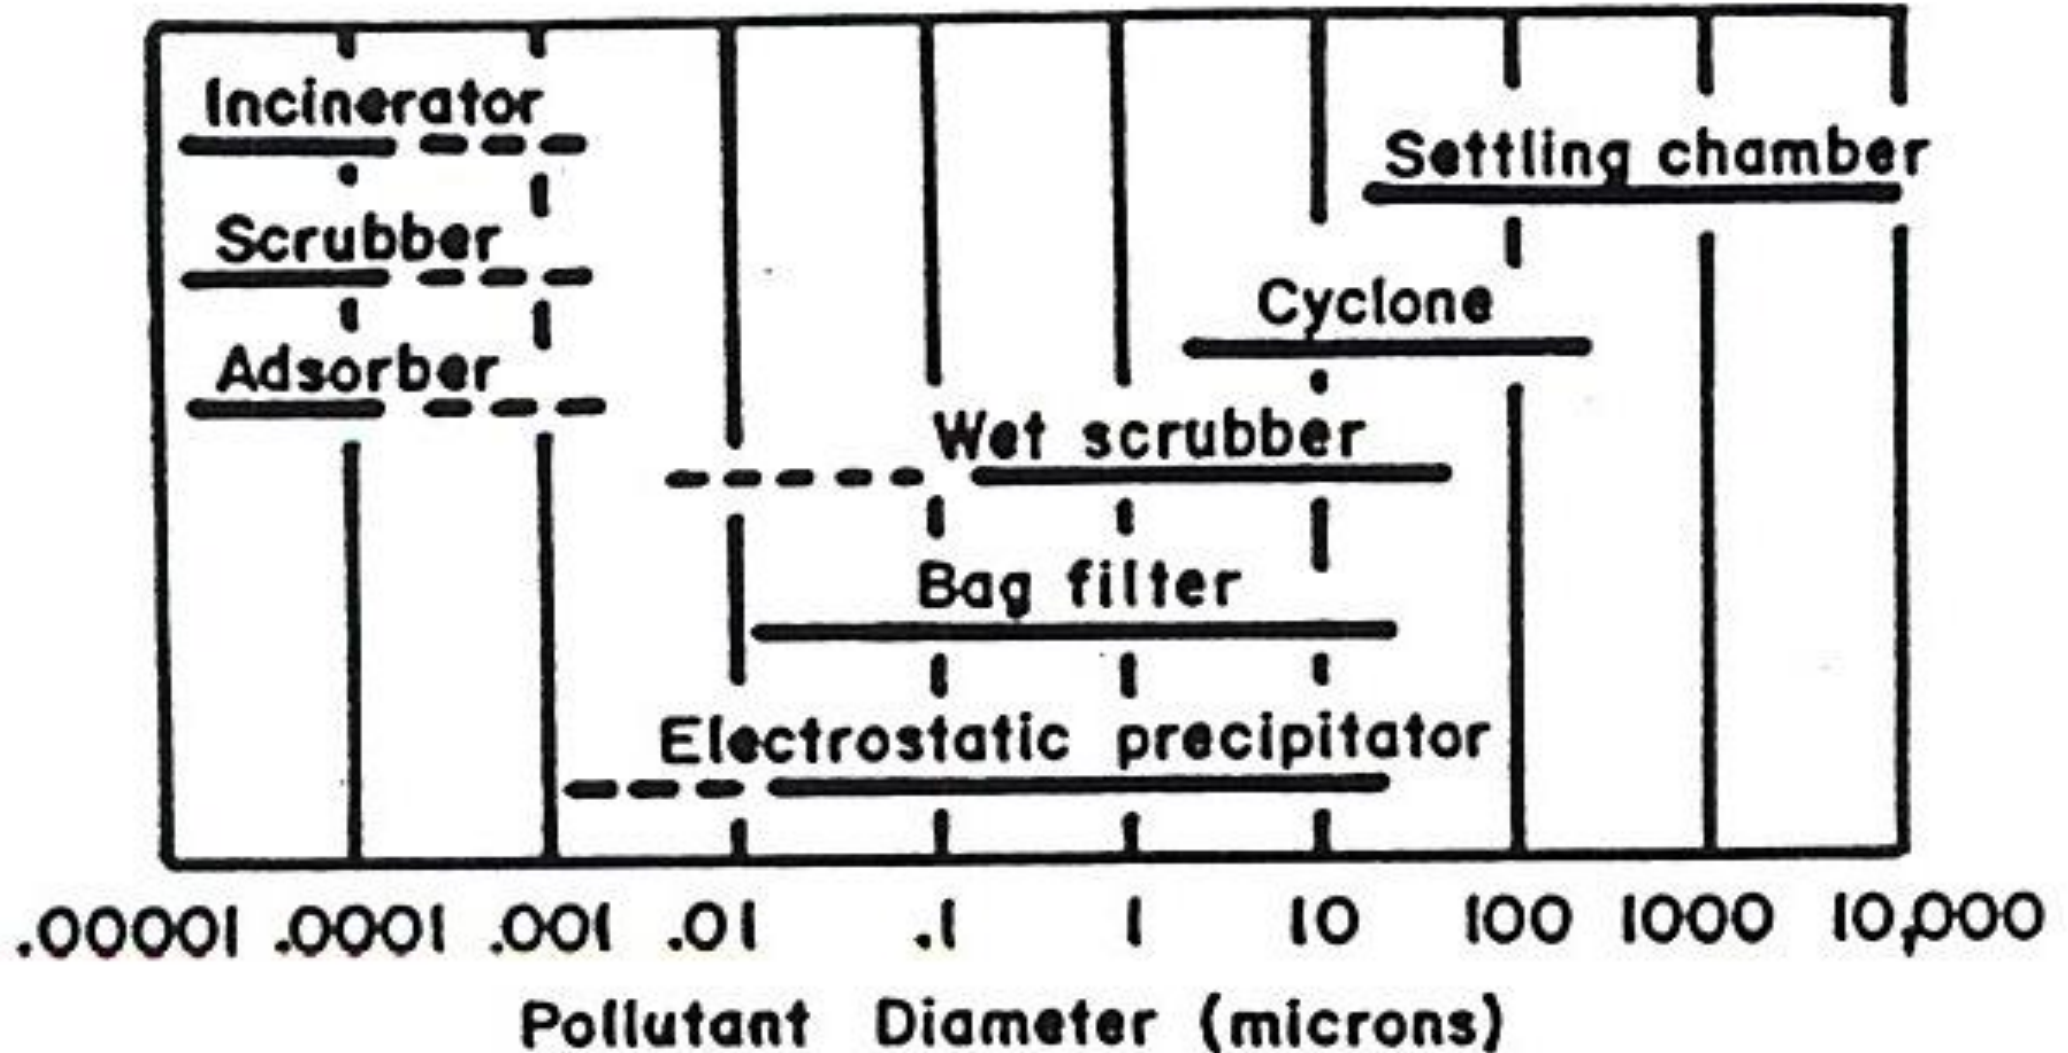 Incinerator
Settling chamber
Scrubber
Cyclone
Adsorber
Wet scrubber
Bag filter
Electrostatic precipitator
.00001 .0001 .001 .01 .1 1 10 100 1000 10,000
Pollutant Diameter (microns)